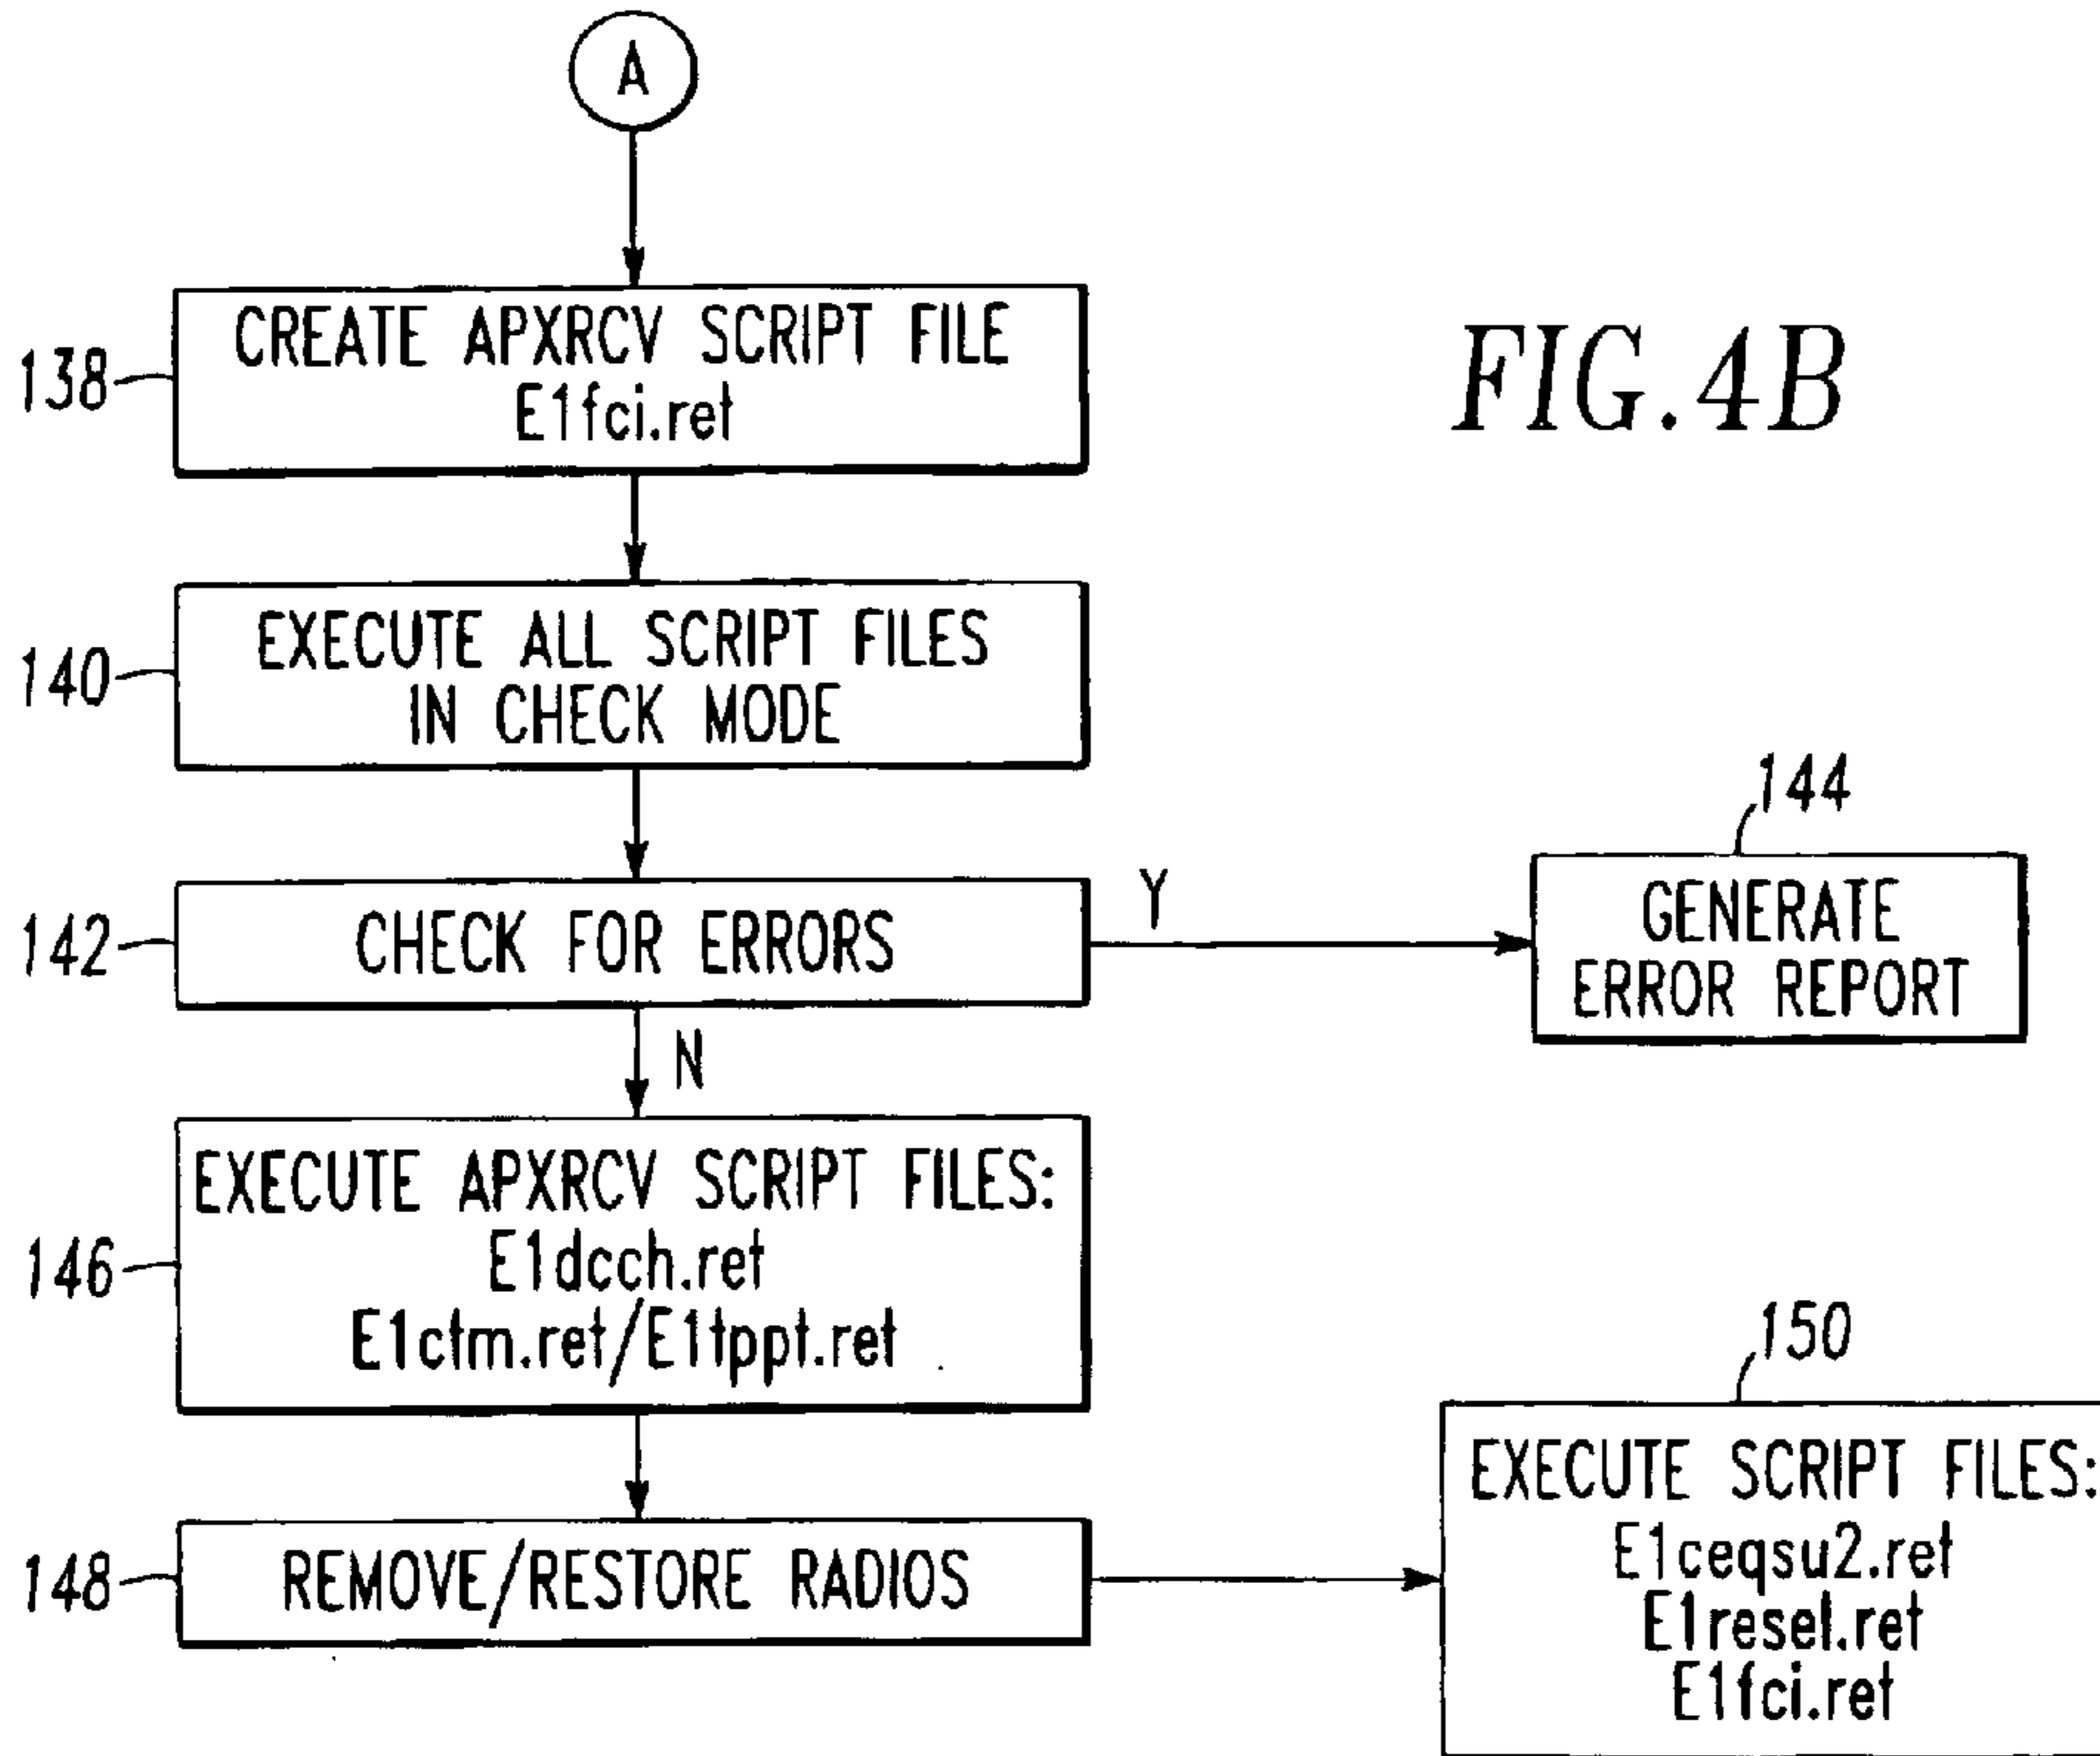 A
CREATE APXRCV SCRIPT FILE
E1fci.ret
138
FIG.4B
EXECUTE ALL SCRIPT FILES
IN CHECK MODE
140
144
CHECK FOR ERRORS
142
Y
GENERATE
ERROR REPORT
N
EXECUTE APXRCV SCRIPT FILES:
E1dcch.ret
E1ctm.ret/E1tppt.ret
146
150
REMOVE/RESTORE RADIOS
148
EXECUTE SCRIPT FILES:
E1ceqsu2.ret
E1resel.ret
E1fci.ret